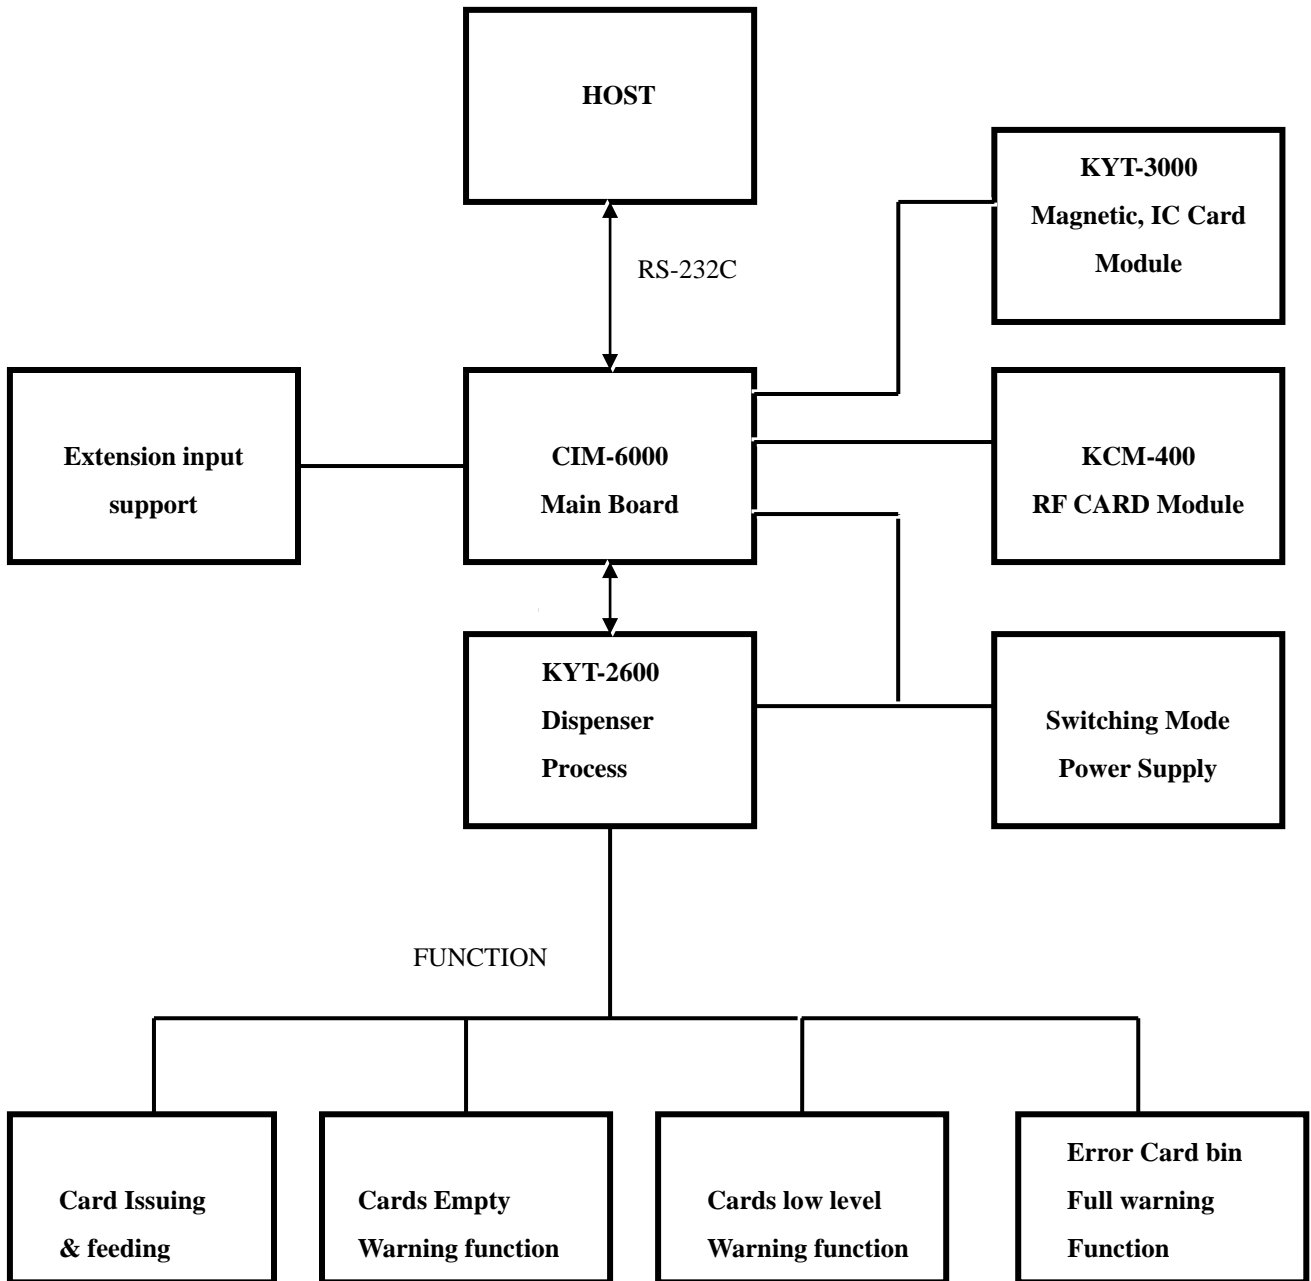 HOST
KYT-3000
Magnetic, IC Card
Module
RS-232C
Extension input
support
CIM-6000
Main Board
KCM-400
RF CARD Module
KYT-2600
Dispenser
Process
Switching Mode
Power Supply
FUNCTION
Card Issuing
& feeding
Cards Empty
Warning function
Cards low level
Warning function
Error Card bin
Full warning
Function